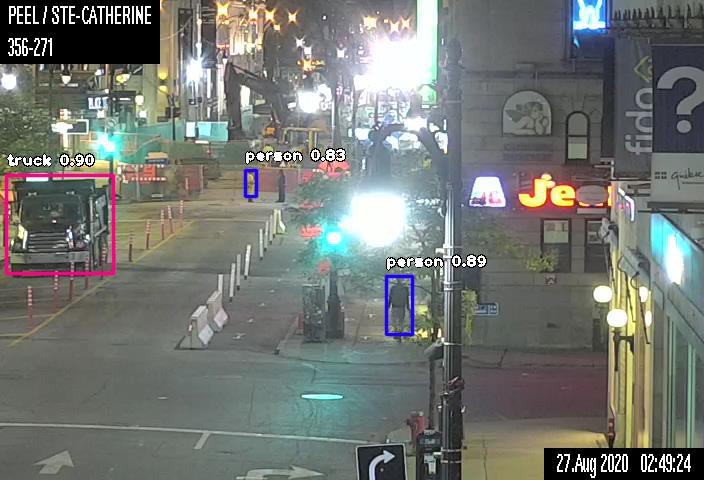 PEEL / STE-CATHERINE
356-271
truck 0.90
person 0.83
person 0.89
fido
?
Jea
27.Aug 2020 02:49:24